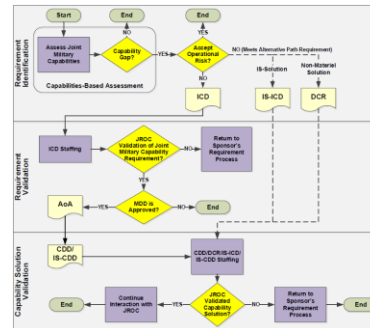 Requirement
Identification
Start
End
End
NO
YES
Assess Joint
Military
Capabilities
Capability
Gap?
YES
Accept
Operational
Risk?
NO (Meets Alternative Path Requirement)
IS-Solution
Non-Materiel
Solution
Capabilities-Based Assessment
NO
ICD
IS-ICD
DCR
Requirement
Validation
ICD Staffing
JROC
Validation of Joint
Military Capability
Requirement?
NO
Return to
Sponsor's
Requirement
Process
YES
AoA
YES
MDD is
Approved?
NO
End
Capability Solution
Validation
CDD/
IS-CDD
CDD/DCR/IS-ICD/
IS-CDD Staffing
End
Continue
Interaction with
JROC
YES
JROC
Validated
Capability
Solution?
NO
Return to
Sponsor's
Requirement
Process
End